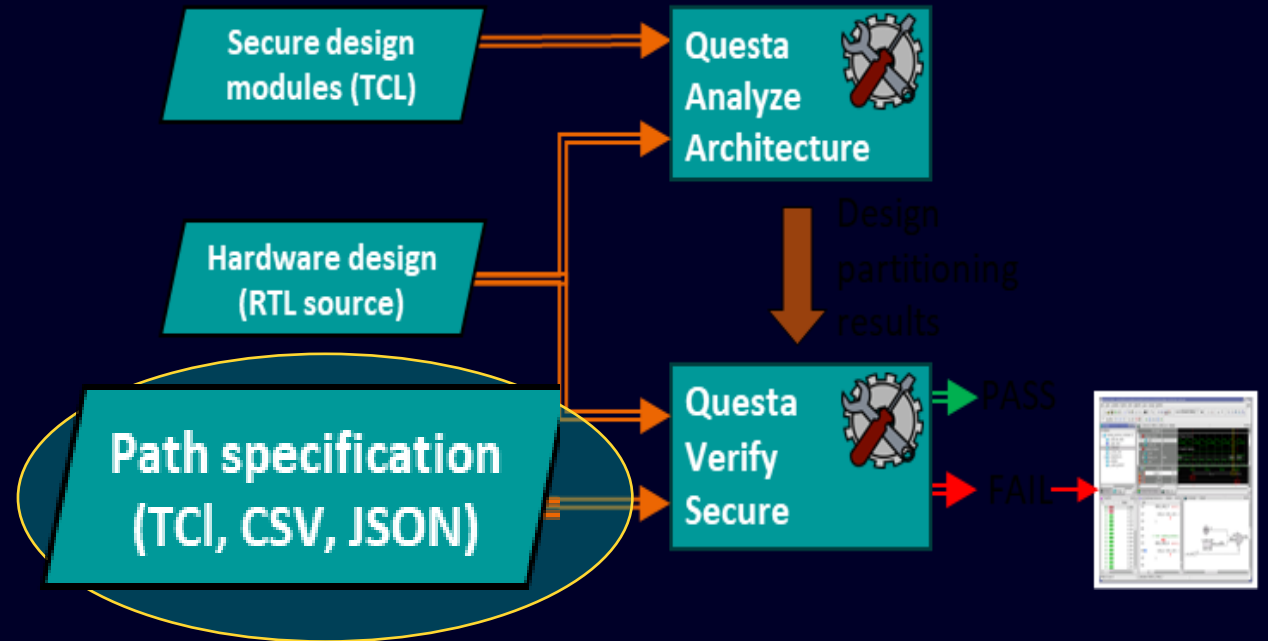 Secure design
modules (TCL)
Questa
Analyze
Architecture
Hardware design
(RTL source)
Design
partitioning
results
Path specification
(TCl, CSV, JSON)
Questa
Verify
Secure
PASS
FAIL